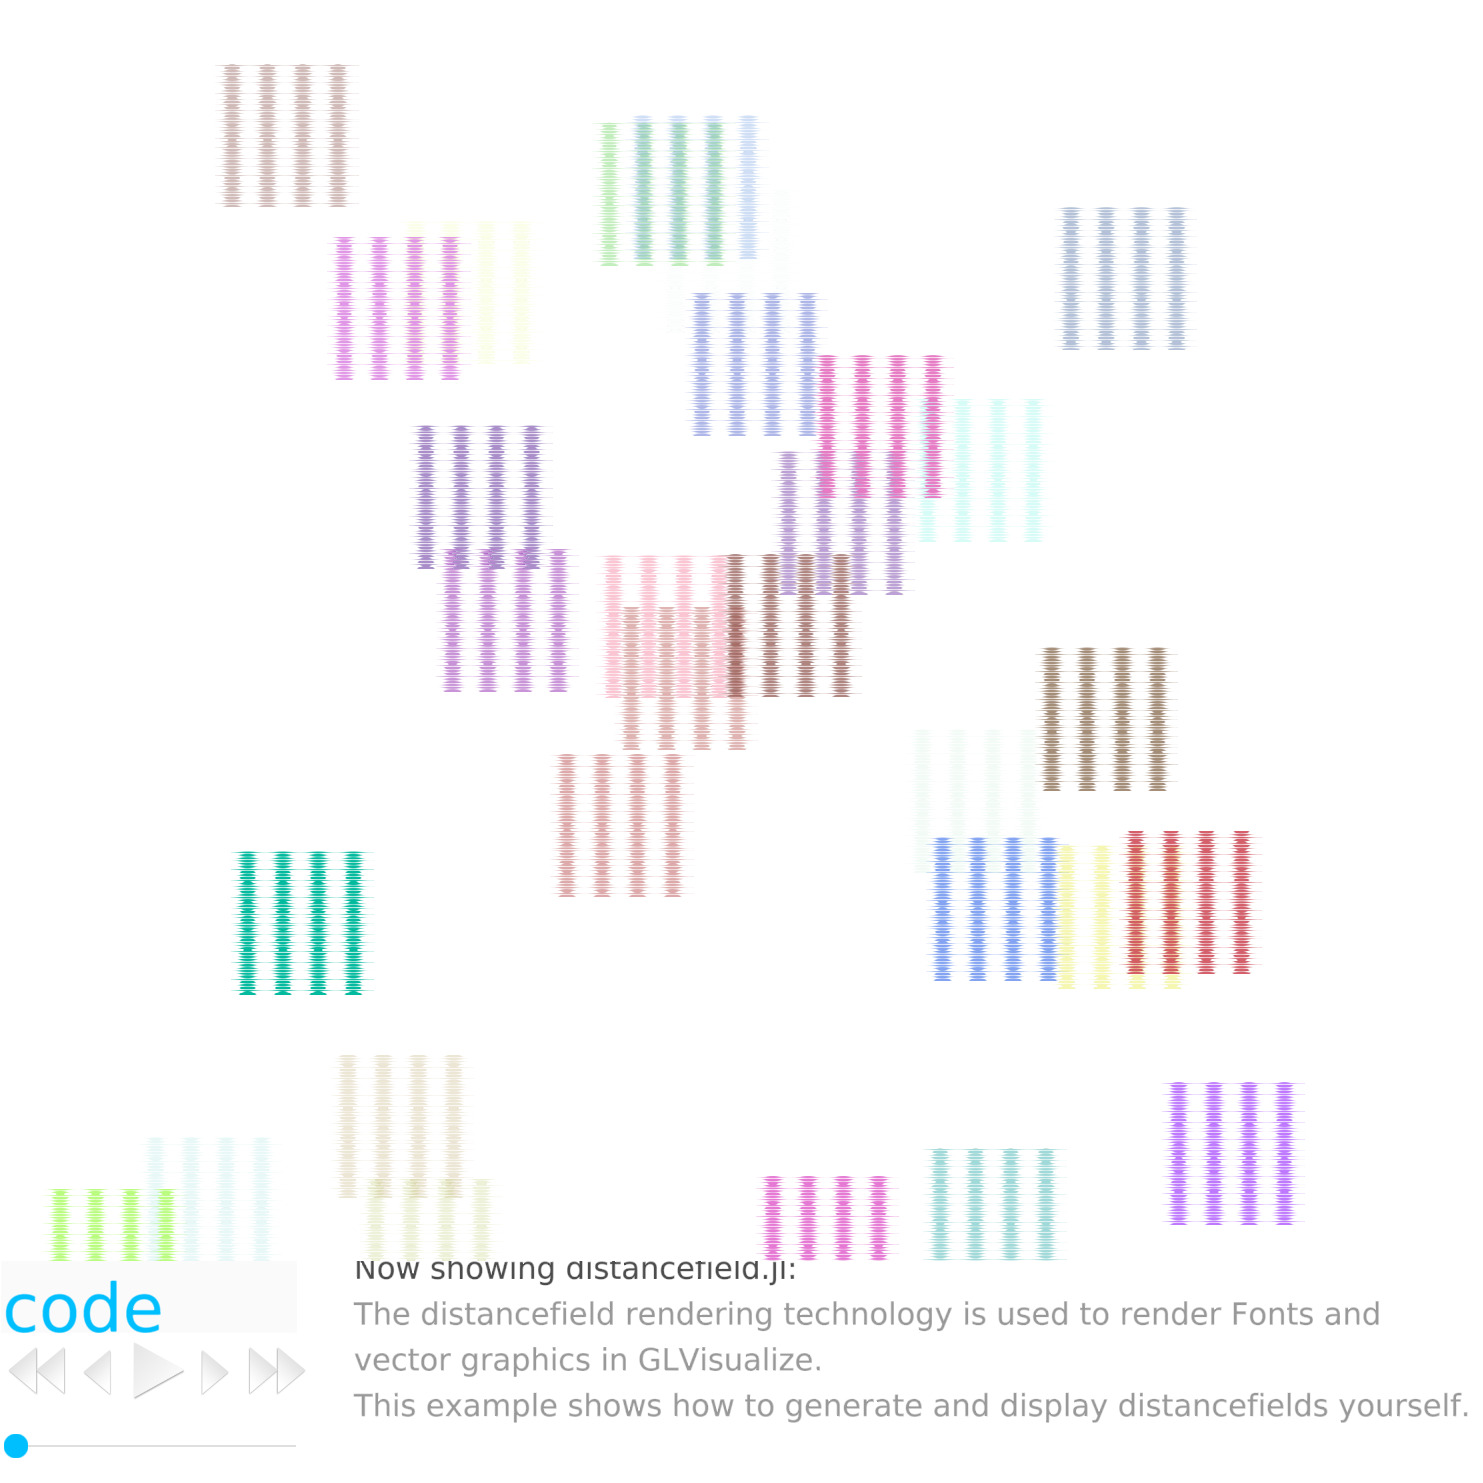 Now showing distancefield.jl:
code
The distancefield rendering technology is used to render Fonts and
vector graphics in GLVisualize.
This example shows how to generate and display distancefields yourself.